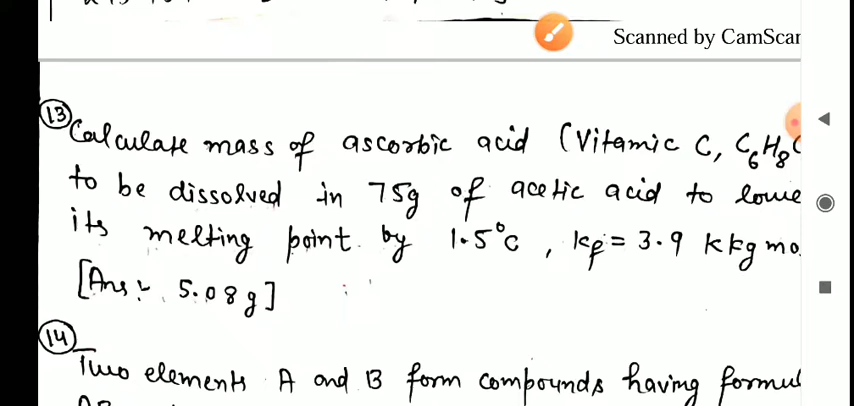 Scanned by CamScar
13 Calculate mass of ascorbic acid (Vitamic C, C6H8O
to be dissolved in 75g of acetic acid to lowe
its melting point by 1.5°C, kf = 3.9 k kg mo
[Ans:- 5.08g]
14
Two elements A and B form compounds having formul